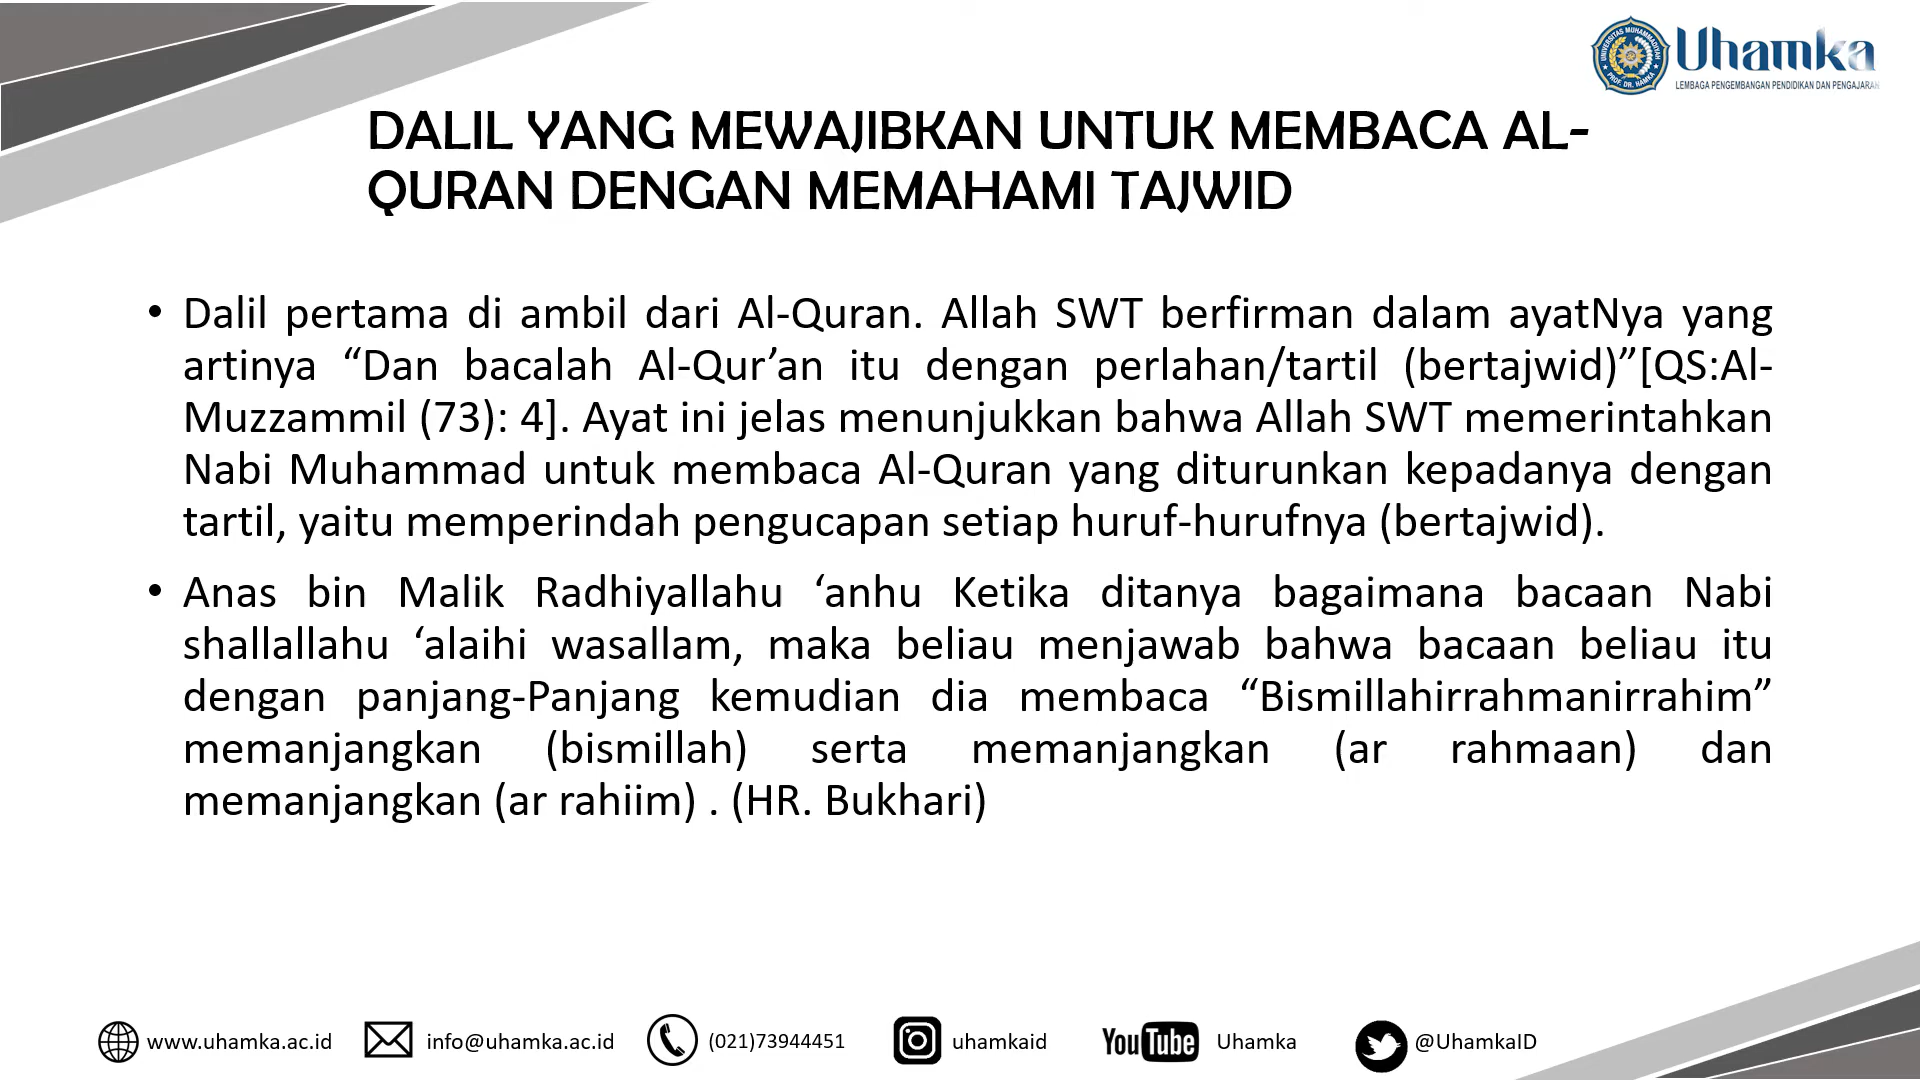 Uhamka
UNIVERSITAS MUHAMMADIYAH
PROF. DR. HAMKA
LEMBAGA PENGEMBANGAN PENDIDIKAN DAN PENGAJARAN
DALIL YANG MEWAJIBKAN UNTUK MEMBACA AL-
QURAN DENGAN MEMAHAMI TAJWID
• Dalil pertama di ambil dari Al-Quran. Allah SWT berfirman dalam ayatNya yang
artinya “Dan bacalah Al-Qur’an itu dengan perlahan/tartil (bertajwid)”[QS:Al-
Muzzammil (73): 4]. Ayat ini jelas menunjukkan bahwa Allah SWT memerintahkan
Nabi Muhammad untuk membaca Al-Quran yang diturunkan kepadanya dengan
tartil, yaitu memperindah pengucapan setiap huruf-hurufnya (bertajwid).
• Anas bin Malik Radhiyallahu ‘anhu Ketika ditanya bagaimana bacaan Nabi
shallallahu ‘alaihi wasallam, maka beliau menjawab bahwa bacaan beliau itu
dengan panjang-Panjang kemudian dia membaca “Bismillahirrahmanirrahim”
memanjangkan (bismillah) serta memanjangkan (ar rahmaan) dan
memanjangkan (ar rahiim) . (HR. Bukhari)
www.uhamka.ac.id info@uhamka.ac.id (021)73944451 uhamkaid YouTube Uhamka @UhamkaID